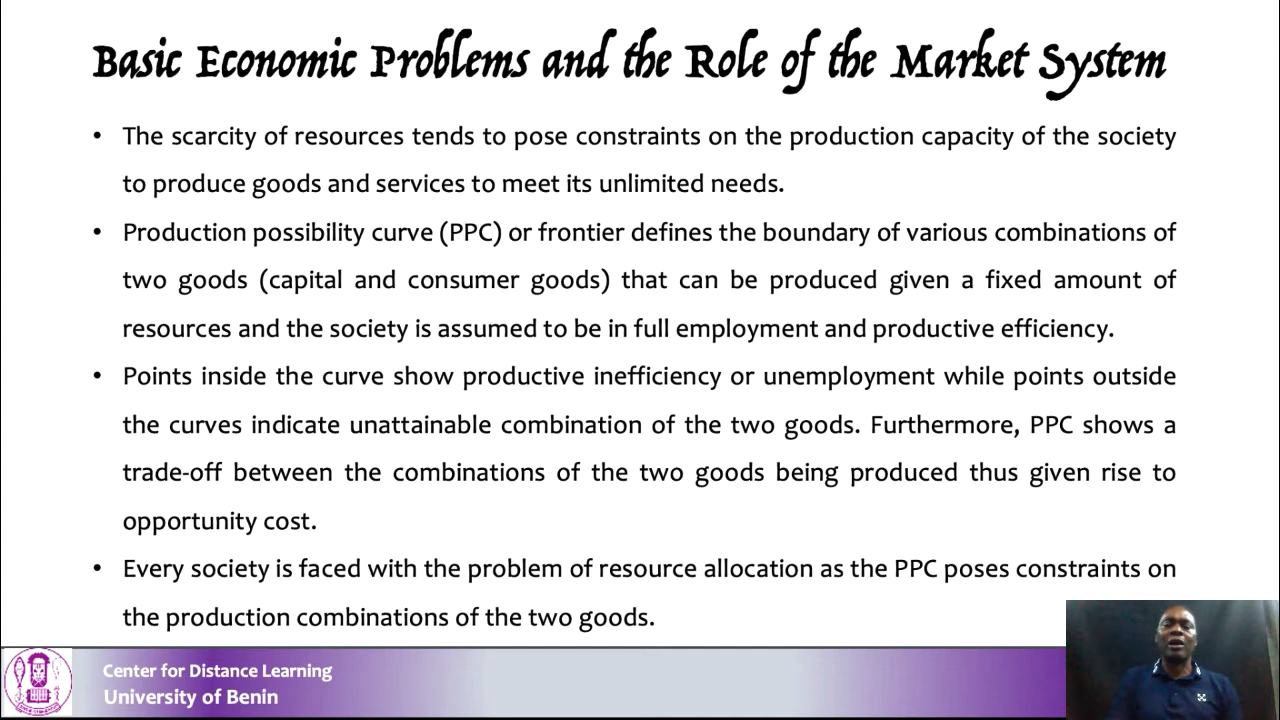 Basic Economic Problems and the Role of the Market System
• The scarcity of resources tends to pose constraints on the production capacity of the society
to produce goods and services to meet its unlimited needs.
• Production possibility curve (PPC) or frontier defines the boundary of various combinations of
two goods (capital and consumer goods) that can be produced given a fixed amount of
resources and the society is assumed to be in full employment and productive efficiency.
• Points inside the curve show productive inefficiency or unemployment while points outside
the curves indicate unattainable combination of the two goods. Furthermore, PPC shows a
trade-off between the combinations of the two goods being produced thus given rise to
opportunity cost.
• Every society is faced with the problem of resource allocation as the PPC poses constraints on
the production combinations of the two goods.
Center for Distance Learning
University of Benin